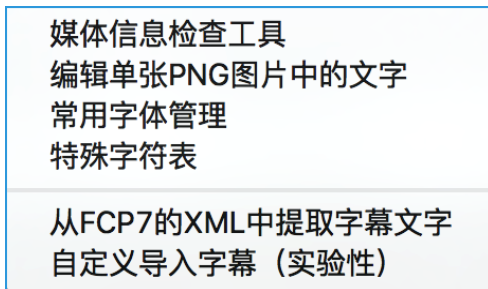 媒体信息检查工具
编辑单张PNG图片中的文字
常用字体管理
特殊字符表
从FCP7的XML中提取字幕文字
自定义导入字幕（实验性）